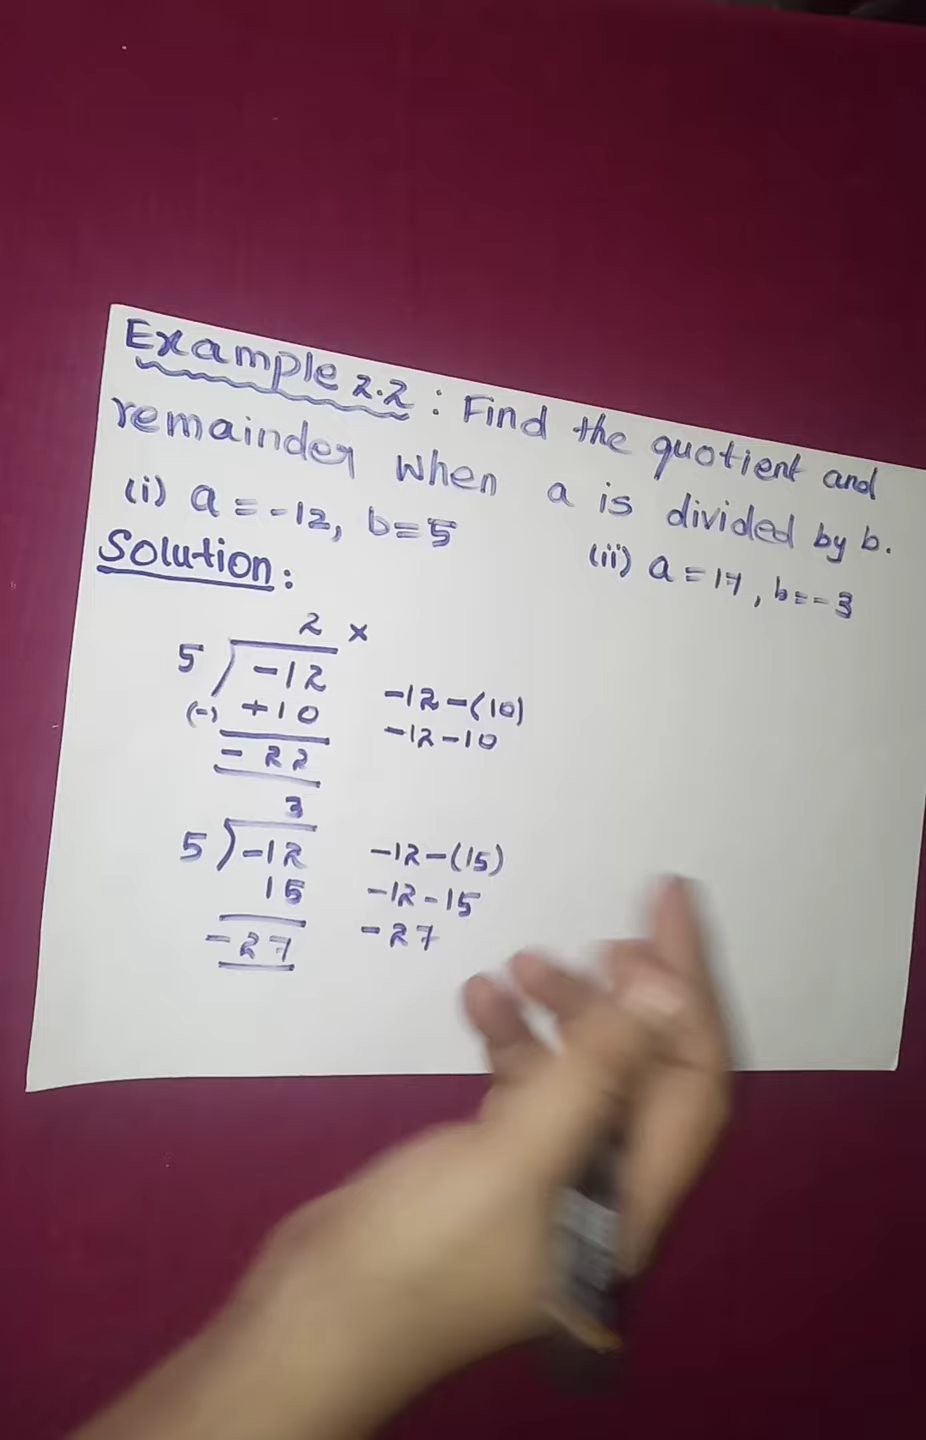 Example 2.2 : Find the quotient and
remainder when a is divided by b.
(i) a = -12, b=5
(ii) a = 17, b=-3
Solution:
2 x
5 ) -12
(-) +10
- 22
-12-(10)
-12-10
3
5 ) -12
15
-27
-12-(15)
-12-15
-27